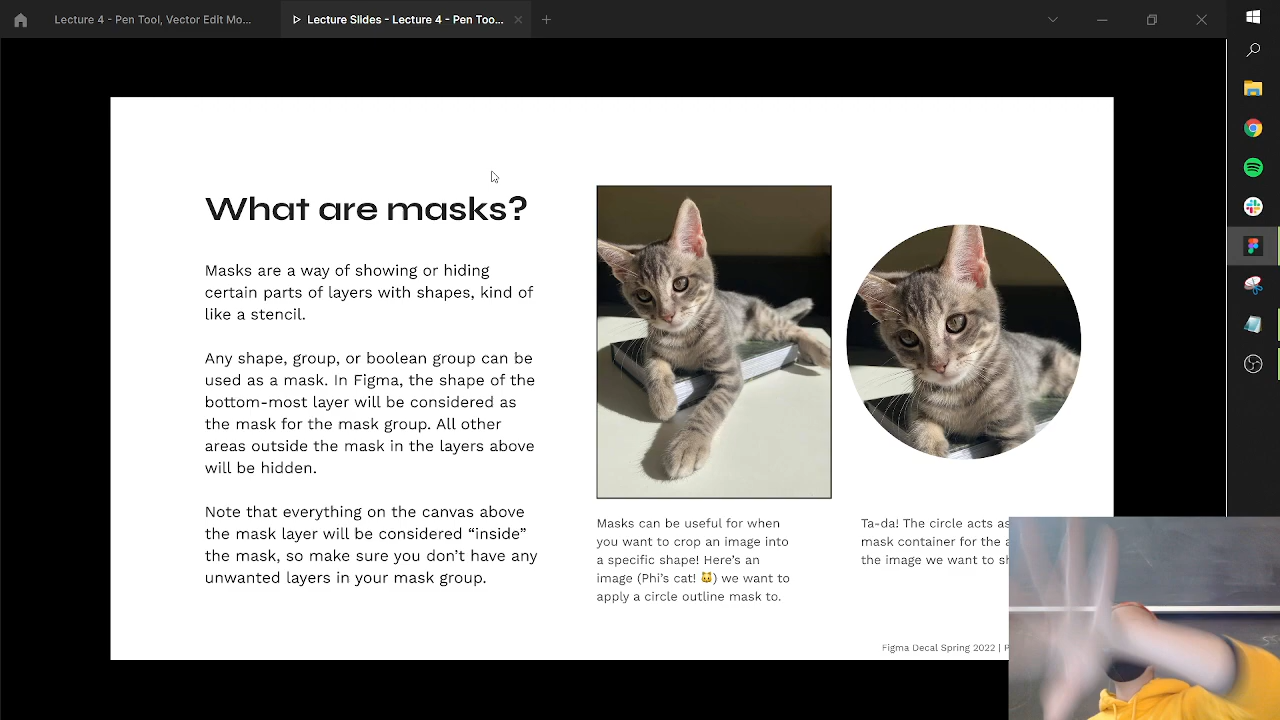 Lecture 4 - Pen Tool, Vector Edit Mo...
Lecture Slides - Lecture 4 - Pen Too...
What are masks?
Masks are a way of showing or hiding
certain parts of layers with shapes, kind of
like a stencil.
Any shape, group, or boolean group can be
used as a mask. In Figma, the shape of the
bottom-most layer will be considered as
the mask for the mask group. All other
areas outside the mask in the layers above
will be hidden.
Note that everything on the canvas above
the mask layer will be considered “inside”
the mask, so make sure you don’t have any
unwanted layers in your mask group.
Masks can be useful for when
you want to crop an image into
a specific shape! Here’s an
image (Phi’s cat! 🐱) we want to
apply a circle outline mask to.
Ta-da! The circle acts as
mask container for the
the image we want to
Figma Decal Spring 2022 |